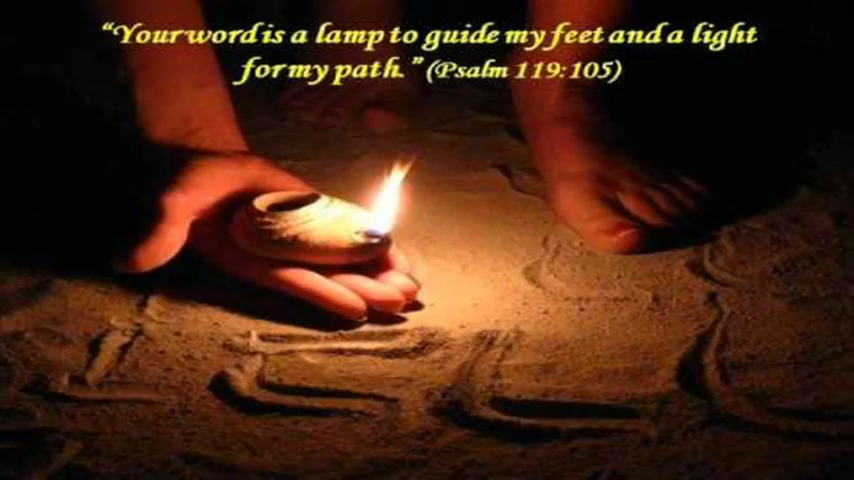 “Your word is a lamp to guide my feet and a light
for my path.” (Psalm 119:105)